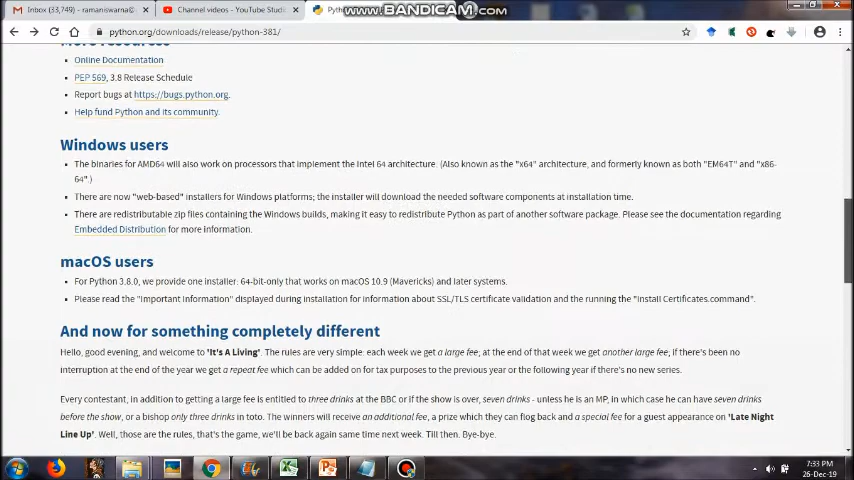 Inbox (33,749) - ramaniswarna@
Channel videos - YouTube Studi
www.BANDICAM.com
python.org/downloads/release/python-381/
More resources
Online Documentation
PEP 569, 3.8 Release Schedule
Report bugs at https://bugs.python.org.
Help fund Python and its community.
Windows users
The binaries for AMD64 will also work on processors that implement the Intel 64 architecture. (Also known as the "x64" architecture, and formerly known as both "EM64T" and "x86-
64".)
There are now "web-based" installers for Windows platforms; the installer will download the needed software components at installation time.
There are redistributable zip files containing the Windows builds, making it easy to redistribute Python as part of another software package. Please see the documentation regarding
Embedded Distribution for more information.
macOS users
For Python 3.8.0, we provide one installer: 64-bit-only that works on macOS 10.9 (Mavericks) and later systems.
Please read the "Important Information" displayed during installation for information about SSL/TLS certificate validation and the running the "Install Certificates.command".
And now for something completely different
Hello, good evening, and welcome to 'It's A Living'. The rules are very simple: each week we get a large fee; at the end of that week we get another large fee; if there's been no
interruption at the end of the year we get a repeat fee which can be added on for tax purposes to the previous year or the following year if there's no new series.
Every contestant, in addition to getting a large fee is entitled to three drinks at the BBC or if the show is over, seven drinks - unless he is an MP, in which case he can have seven drinks
before the show, or a bishop only three drinks in toto. The winners will receive an additional fee, a prize which they can flog back and a special fee for a guest appearance on 'Late Night
Line Up'. Well, those are the rules, that's the game, we'll be back again same time next week. Till then. Bye-bye.
7:33 PM
26-Dec-19